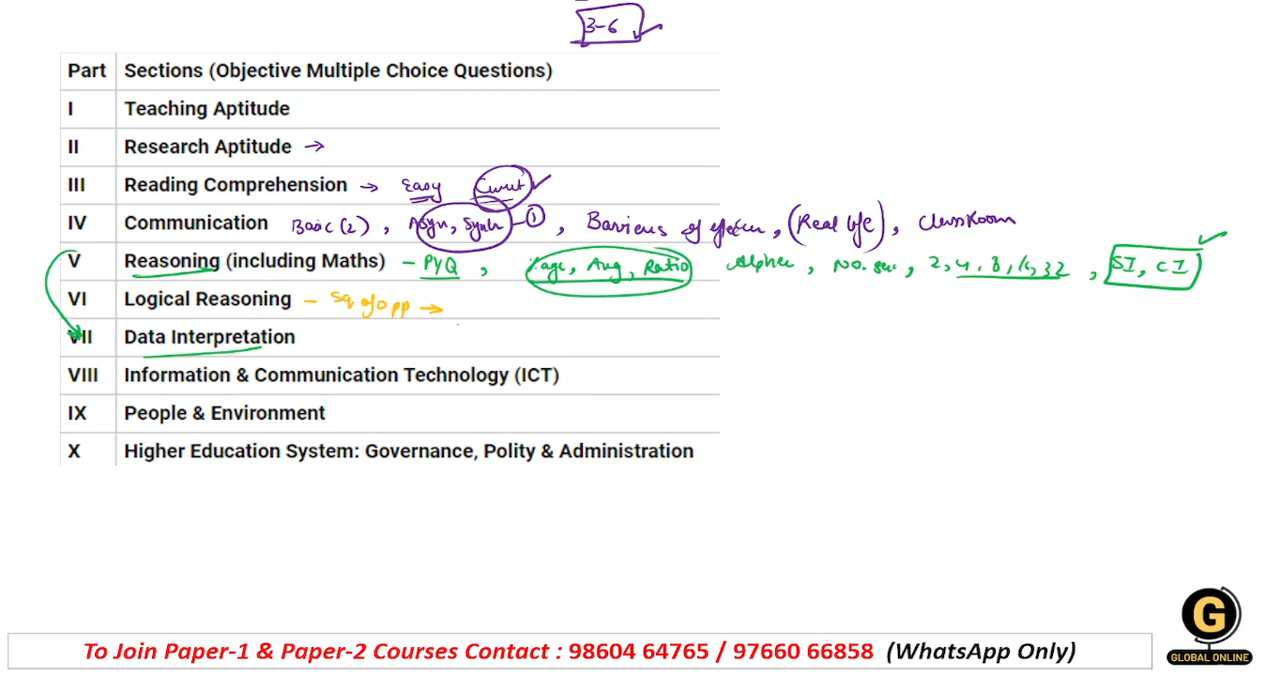 3-6
Part Sections (Objective Multiple Choice Questions)
I Teaching Aptitude
II Research Aptitude →
III Reading Comprehension → Easy
IV Communication Basic (2), Asyn, Synch - ①, Barriers of (Real life), Classroom
V Reasoning (including Maths) - PYQ, %age, Avg, Ratio Alpha, No. ser, 2, 4, 8, 16, 32, SI, CI
VI Logical Reasoning - Sq of opp →
VII Data Interpretation
VIII Information & Communication Technology (ICT)
IX People & Environment
X Higher Education System: Governance, Polity & Administration
G
GLOBAL ONLINE
To Join Paper-1 & Paper-2 Courses Contact : 98604 64765 / 97660 66858 (WhatsApp Only)